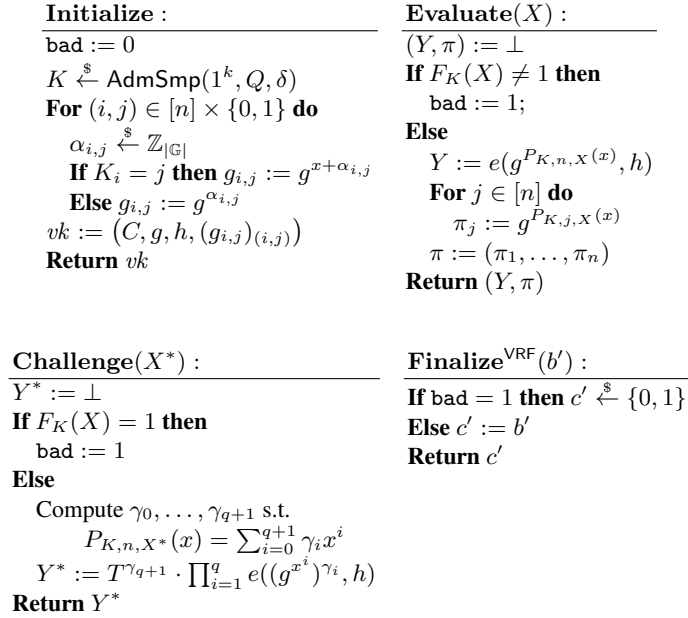 Initialize :
bad := 0
K ←$ AdmSmp(1^k, Q, δ)
For (i, j) ∈ [n] × {0, 1} do
α_{i,j} ←$ ℤ_{|𝔾|}
If K_i = j then g_{i,j} := g^{x+α_{i,j}}
Else g_{i,j} := g^{α_{i,j}}
vk := (C, g, h, (g_{i,j})_{(i,j)})
Return vk
Evaluate(X) :
(Y, π) := ⊥
If F_K(X) ≠ 1 then
bad := 1;
Else
Y := e(g^{P_{K,n,X}(x)}, h)
For j ∈ [n] do
π_j := g^{P_{K,j,X}(x)}
π := (π_1, . . . , π_n)
Return (Y, π)
Challenge(X*) :
Y* := ⊥
If F_K(X) = 1 then
bad := 1
Else
Compute γ_0, . . . , γ_{q+1} s.t.
P_{K,n,X*}(x) = ∑_{i=0}^{q+1} γ_i x^i
Y* := T^{γ_{q+1}} · ∏_{i=1}^{q} e((g^{x^i})^{γ_i}, h)
Return Y*
Finalize^{VRF}(b′) :
If bad = 1 then c′ ←$ {0, 1}
Else c′ := b′
Return c′